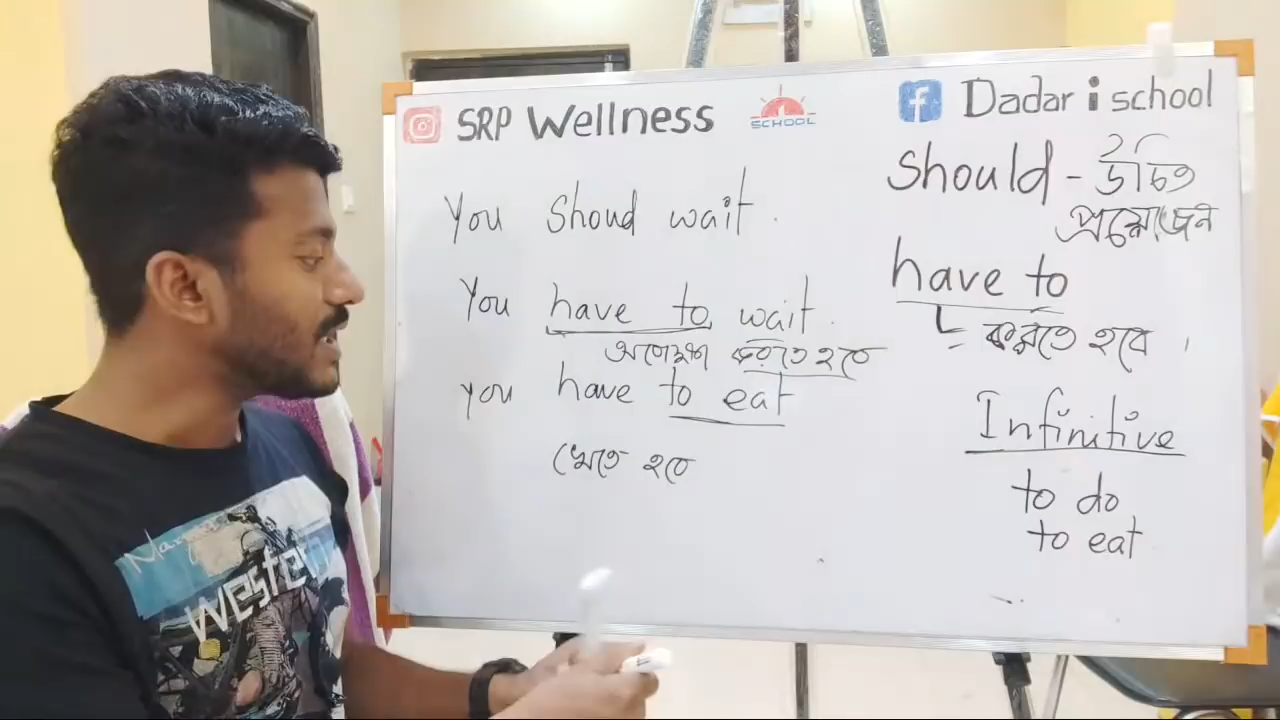 SRP Wellness
SCHOOL
f Dadar i school
You Shoud wait.
You have to wait.
অপেক্ষা করতে হবে
you have to eat
খেতে হবে
Should - উচিত
প্রয়োজন
have to
করতে হবে
Infinitive
to do
to eat
Western